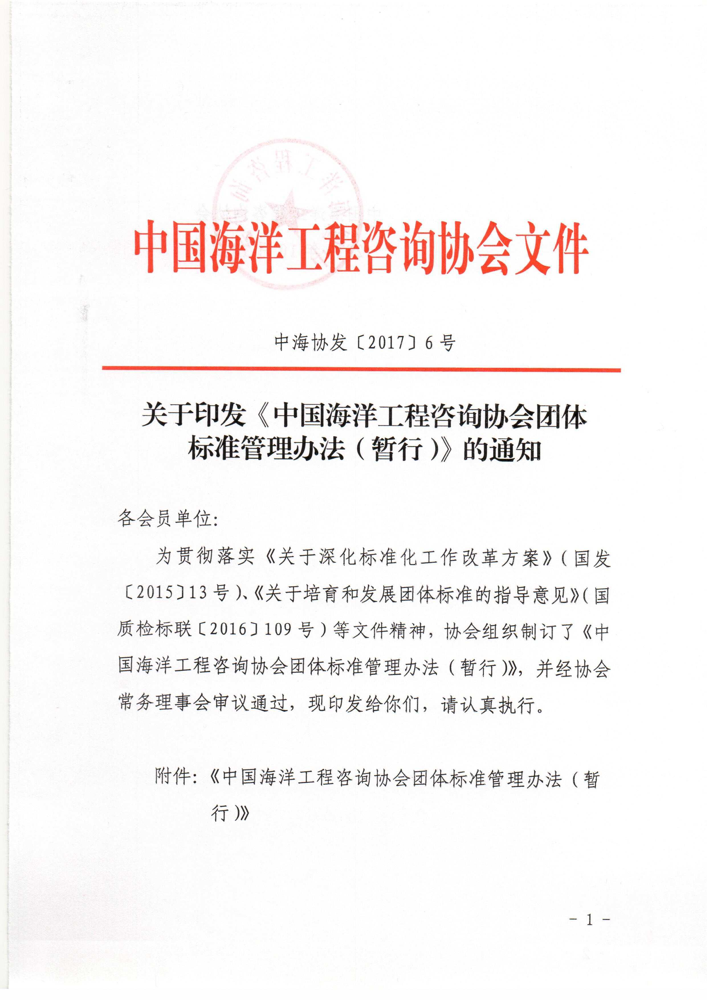 中国海洋工程咨询协会文件
中海协发〔2017〕6号
关于印发《中国海洋工程咨询协会团体
标准管理办法（暂行）》的通知
各会员单位：
为贯彻落实《关于深化标准化工作改革方案》（国发
〔2015〕13号）、《关于培育和发展团体标准的指导意见》（国
质检标联〔2016〕109号）等文件精神，协会组织制订了《中
国海洋工程咨询协会团体标准管理办法（暂行）》，并经协会
常务理事会审议通过，现印发给你们，请认真执行。
附件：《中国海洋工程咨询协会团体标准管理办法（暂
行）》
- 1 -